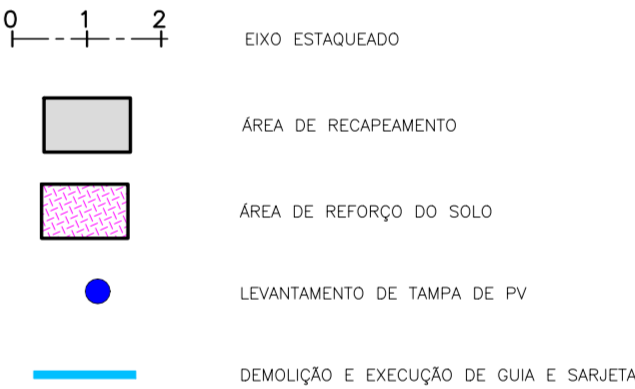 0 1 2
EIXO ESTAQUEADO
ÁREA DE RECAPEAMENTO
ÁREA DE REFORÇO DO SOLO
LEVANTAMENTO DE TAMPA DE PV
DEMOLIÇÃO E EXECUÇÃO DE GUIA E SARJETA